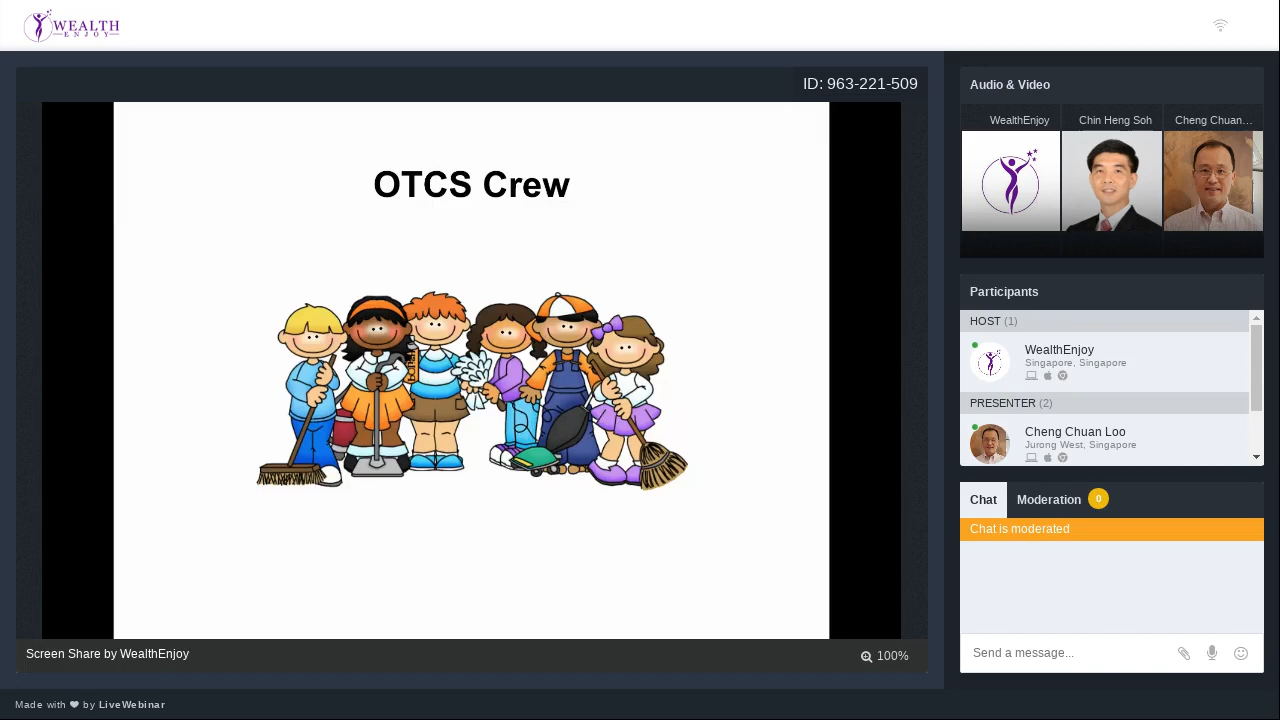 WEALTH
ENJOY
ID: 963-221-509
OTCS Crew
Screen Share by WealthEnjoy
100%
Audio & Video
WealthEnjoy
Chin Heng Soh
Cheng Chuan…
Participants
HOST (1)
WealthEnjoy
Singapore, Singapore
PRESENTER (2)
Cheng Chuan Loo
Jurong West, Singapore
Chat
Moderation 0
Chat is moderated
Send a message...
Made with ❤ by LiveWebinar